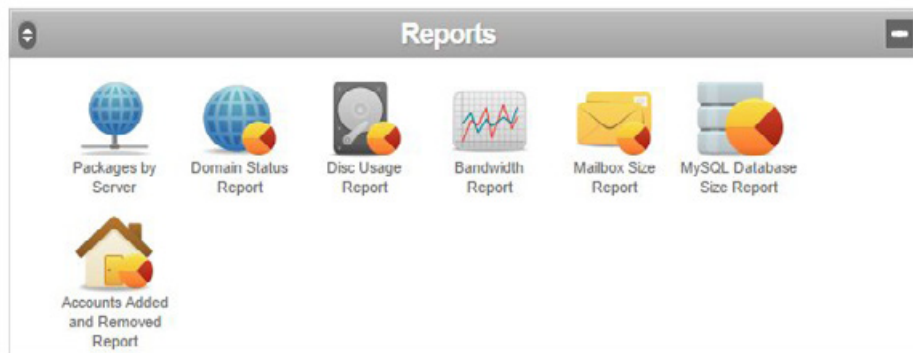 Reports
Packages by
Server
Domain Status
Report
Disc Usage
Report
Bandwidth
Report
Mailbox Size
Report
MySQL Database
Size Report
Accounts Added
and Removed
Report